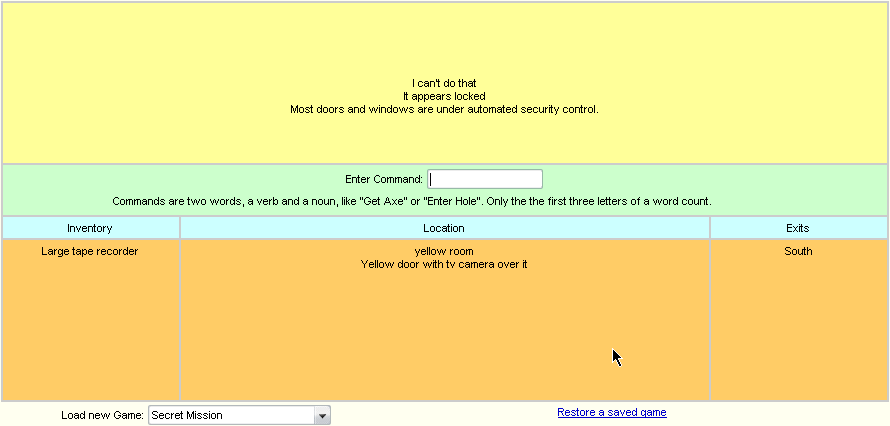 I can't do that
It appears locked
Most doors and windows are under automated security control.
Enter Command:
Commands are two words, a verb and a noun, like "Get Axe" or "Enter Hole". Only the the first three letters of a word count.
Inventory Location Exits
Large tape recorder yellow room South
Yellow door with tv camera over it
Load new Game: Secret Mission Restore a saved game